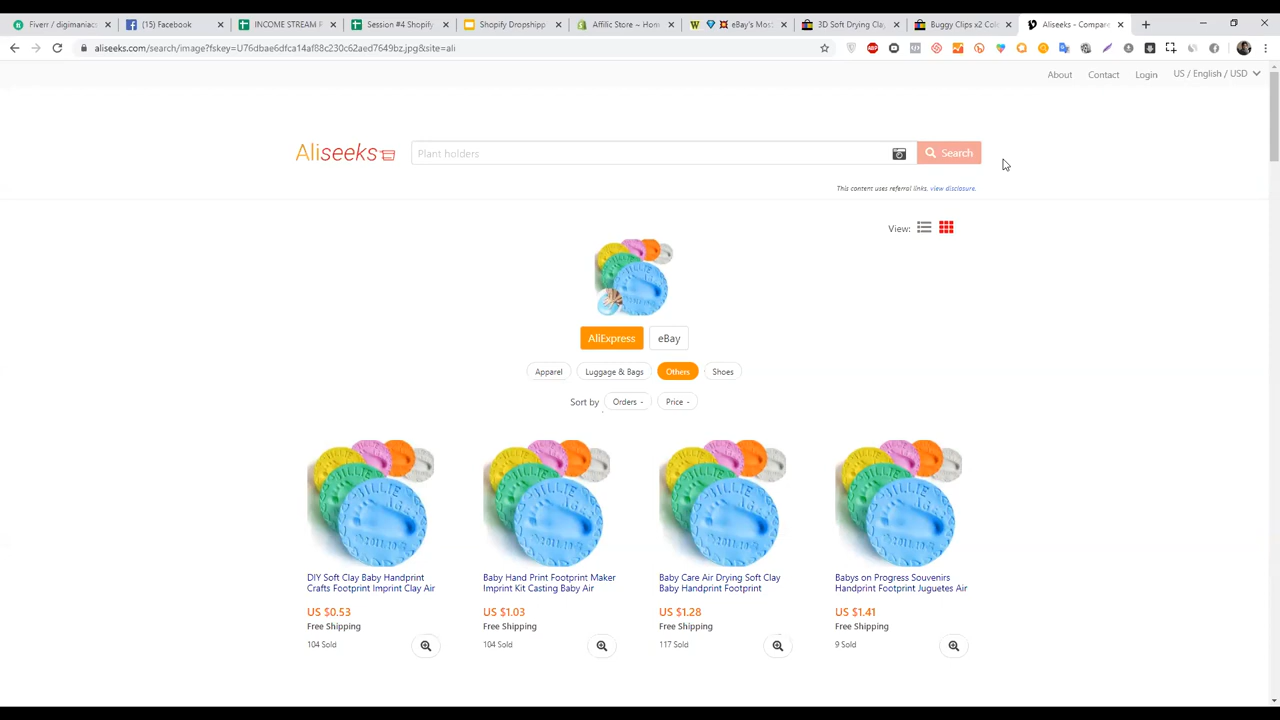 Fiverr / digimaniac
(15) Facebook
INCOME STREAM F
Session #4 Shopify
Shopify Dropshipp
Affilic Store ~ Hom
eBay's Mos
3D Soft Drying Clay
Buggy Clips x2 Colo
Aliseeks - Compare
aliseeks.com/search/image?fskey=U76dbae6dfca14af88c230c62aed7649bz.jpg&site=ali
About
Contact
Login
US / English / USD
Aliseeks
Plant holders
Search
This content uses referral links. view disclosure.
View:
AliExpress
eBay
Apparel
Luggage & Bags
Others
Shoes
Sort by
Orders -
Price -
DIY Soft Clay Baby Handprint
Crafts Footprint Imprint Clay Air
US $0.53
Free Shipping
104 Sold
Baby Hand Print Footprint Maker
Imprint Kit Casting Baby Air
US $1.03
Free Shipping
104 Sold
Baby Care Air Drying Soft Clay
Baby Handprint Footprint
US $1.28
Free Shipping
117 Sold
Babys on Progress Souvenirs
Handprint Footprint Juguetes Air
US $1.41
Free Shipping
9 Sold